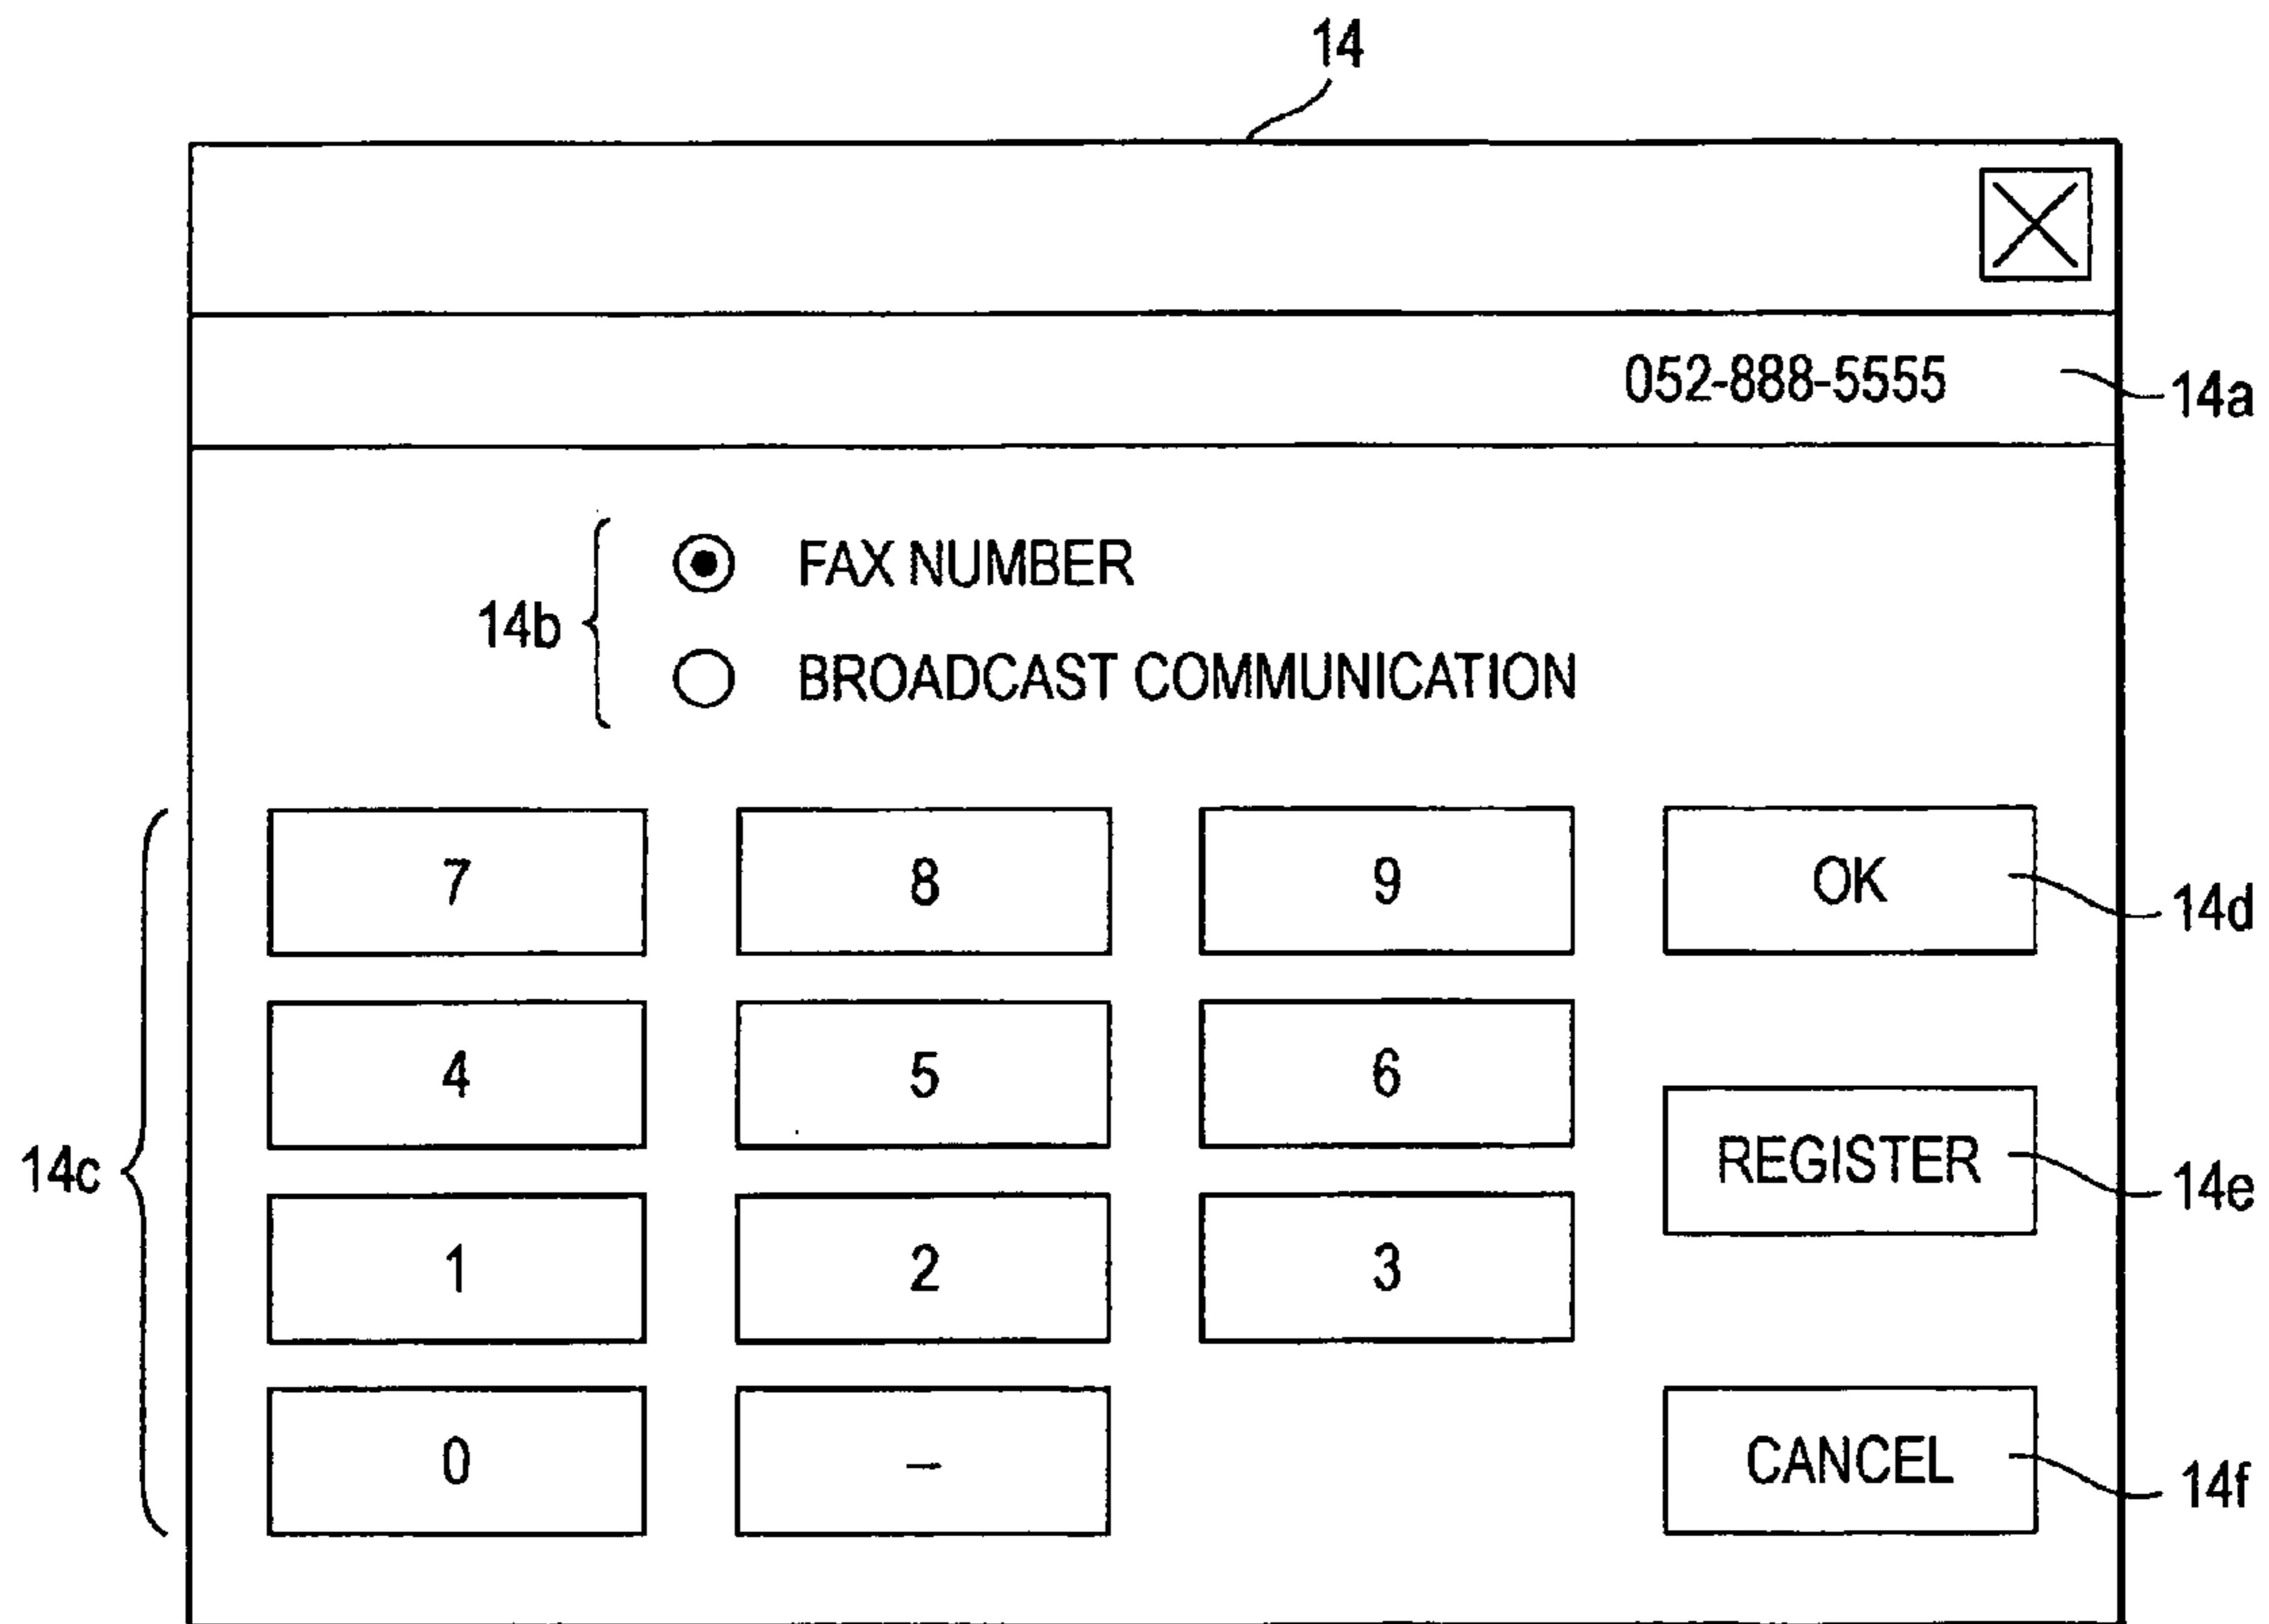 14
052-888-5555
14a
FAX NUMBER
14b
BROADCAST COMMUNICATION
7 8 9 OK
14d
4 5 6
14c
REGISTER
14e
1 2 3
0 – CANCEL
14f